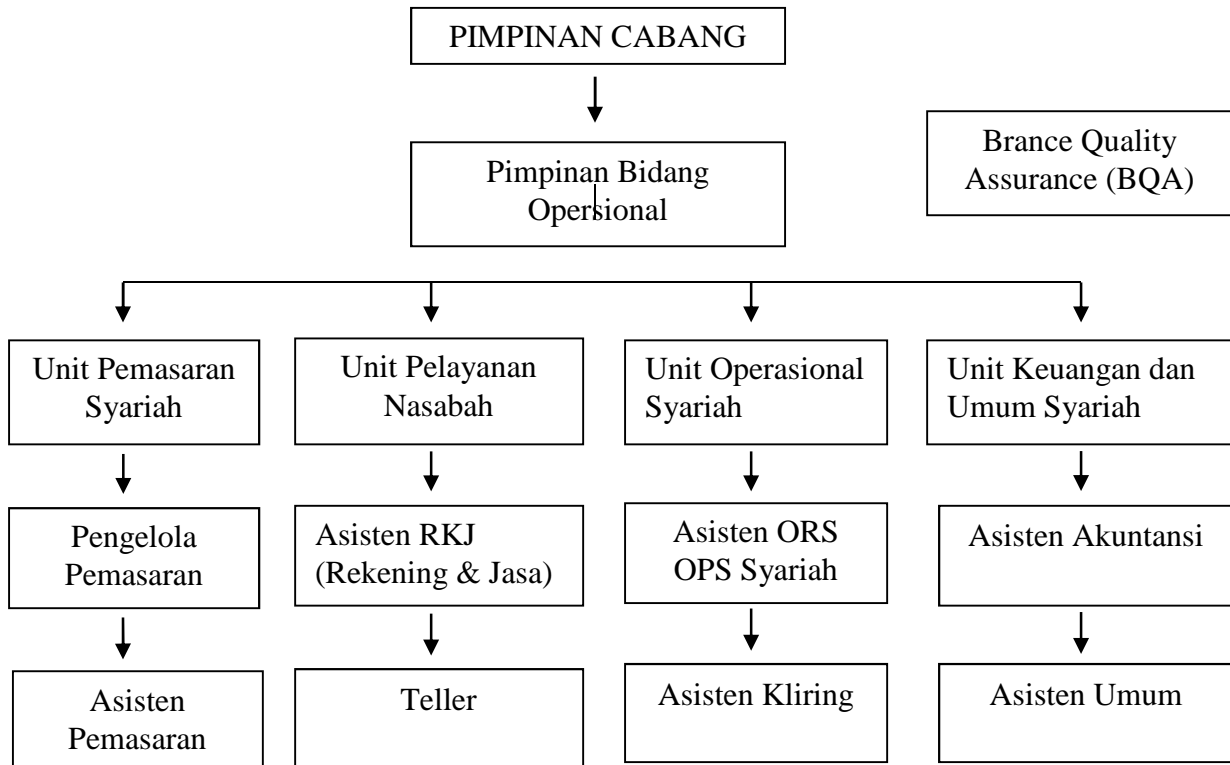 PIMPINAN CABANG
Pimpinan Bidang
Opersional
Brance Quality
Assurance (BQA)
Unit Pemasaran
Syariah
Unit Pelayanan
Nasabah
Unit Operasional
Syariah
Unit Keuangan dan
Umum Syariah
Pengelola
Pemasaran
Asisten RKJ
(Rekening & Jasa)
Asisten ORS
OPS Syariah
Asisten Akuntansi
Asisten
Pemasaran
Teller
Asisten Kliring
Asisten Umum